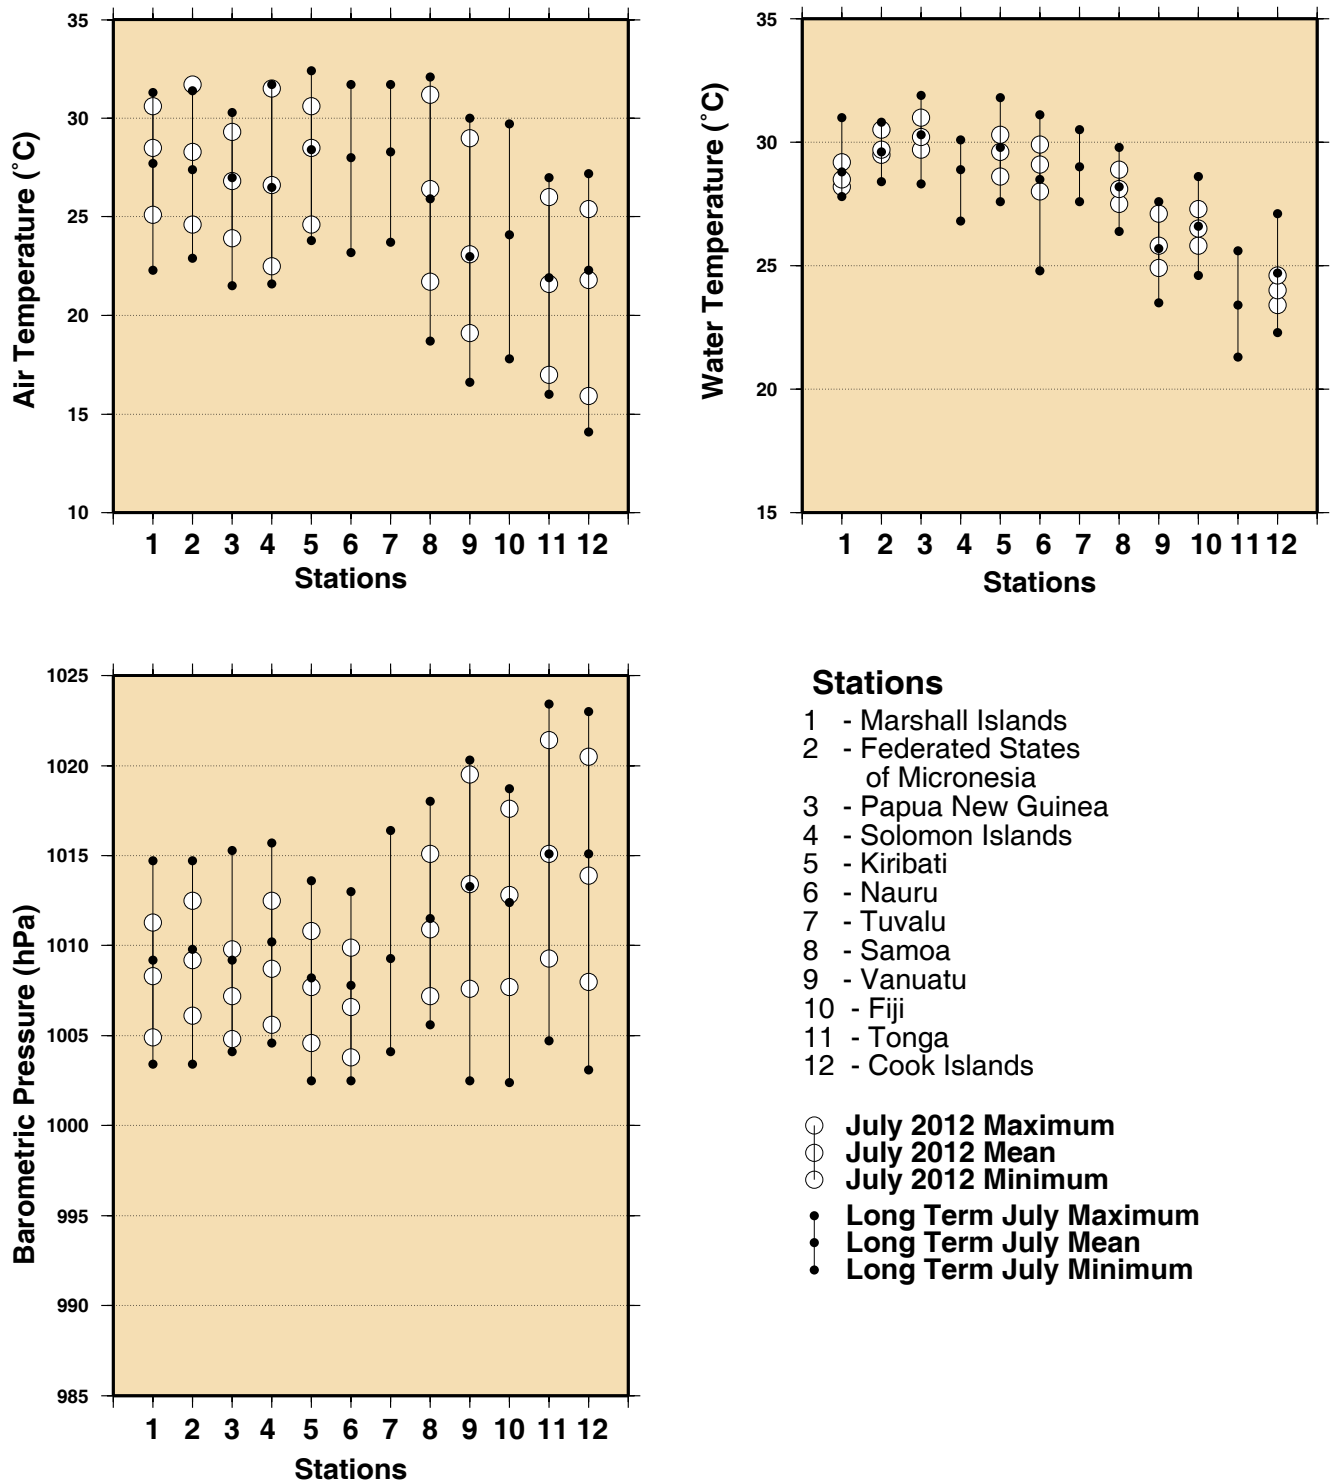 35
30
25
20
15
10
Air Temperature (˚C)
1 2 3 4 5 6 7 8 9 10 11 12
Stations
35
30
25
20
15
Water Temperature (˚C)
1 2 3 4 5 6 7 8 9 10 11 12
Stations
1025
1020
1015
1010
1005
1000
995
990
985
Barometric Pressure (hPa)
1 2 3 4 5 6 7 8 9 10 11 12
Stations
Stations
1 - Marshall Islands
2 - Federated States
of Micronesia
3 - Papua New Guinea
4 - Solomon Islands
5 - Kiribati
6 - Nauru
7 - Tuvalu
8 - Samoa
9 - Vanuatu
10 - Fiji
11 - Tonga
12 - Cook Islands
July 2012 Maximum
July 2012 Mean
July 2012 Minimum
Long Term July Maximum
Long Term July Mean
Long Term July Minimum